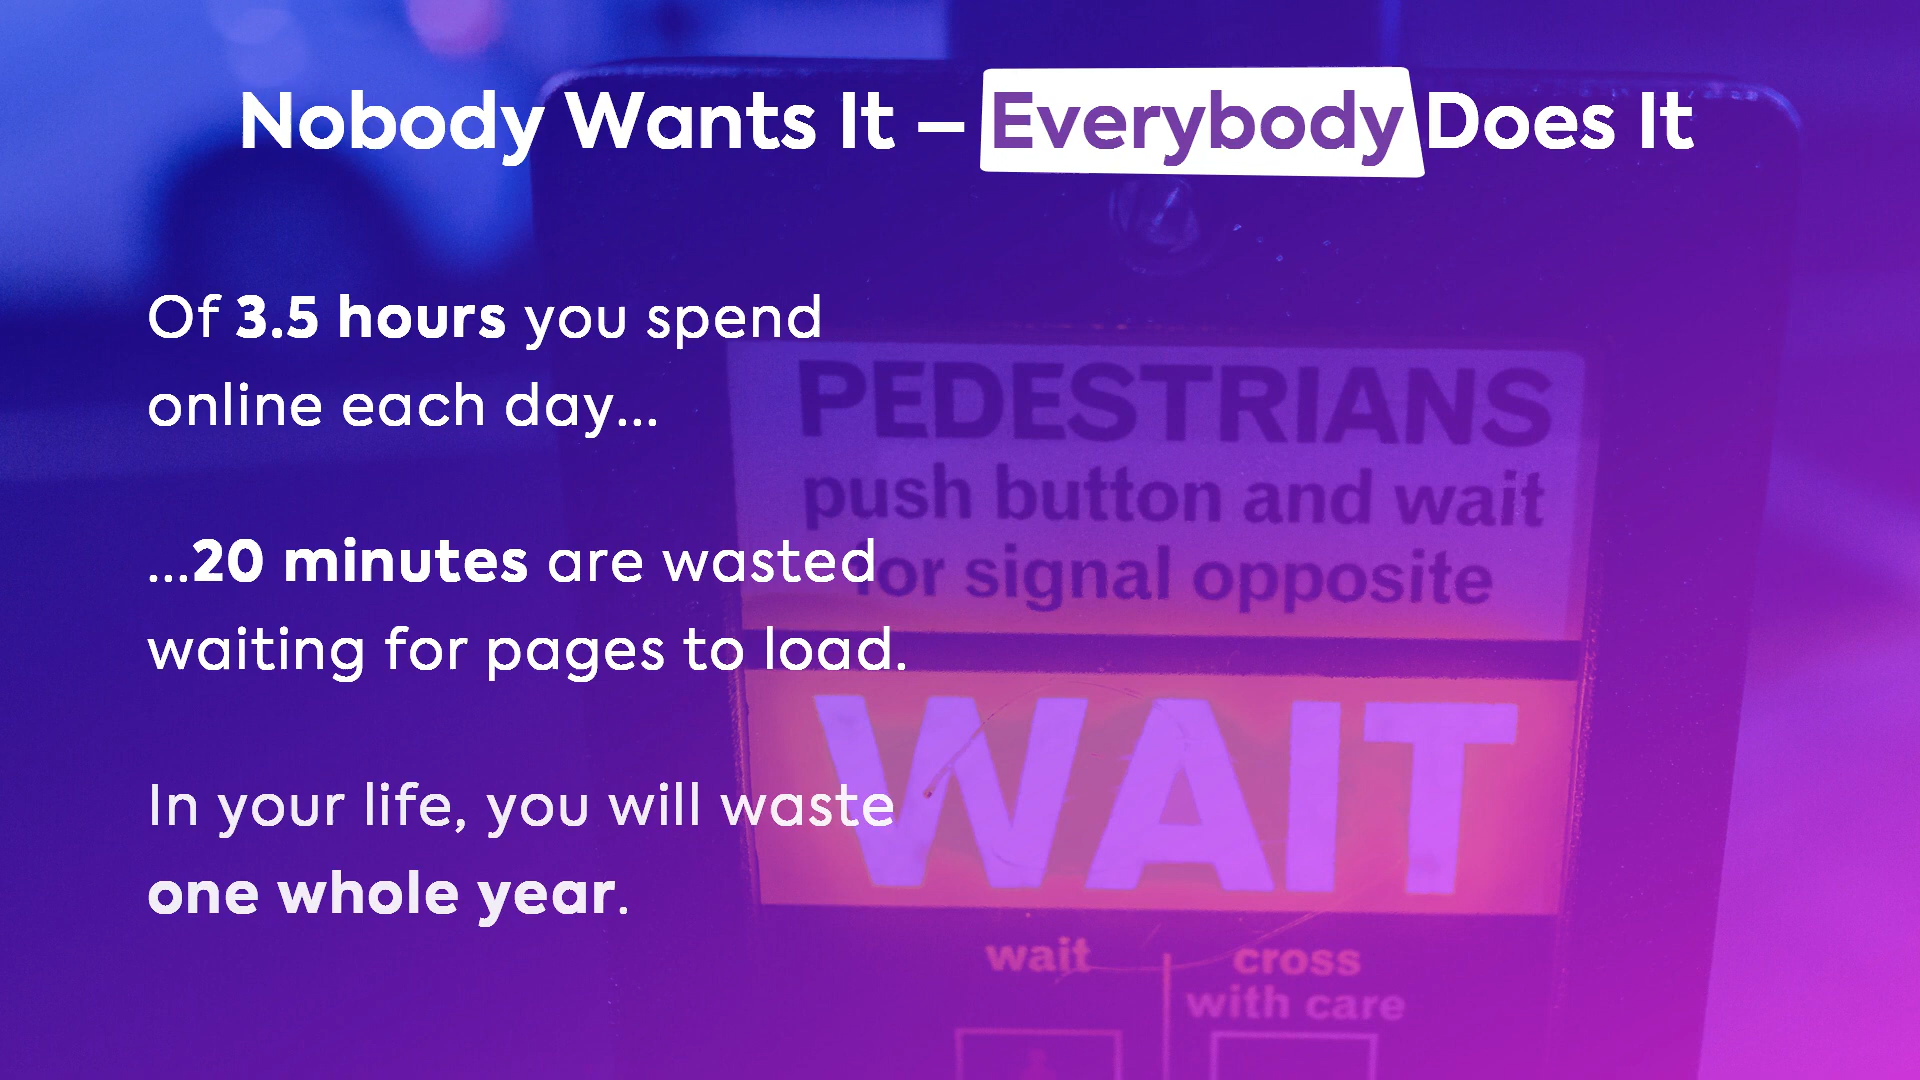 Nobody Wants It – Everybody Does It
Of 3.5 hours you spend
online each day...
...20 minutes are wasted
waiting for pages to load.
In your life, you will waste
one whole year.
PEDESTRIANS
push button and wait
for signal opposite
WAIT
wait
cross
with care